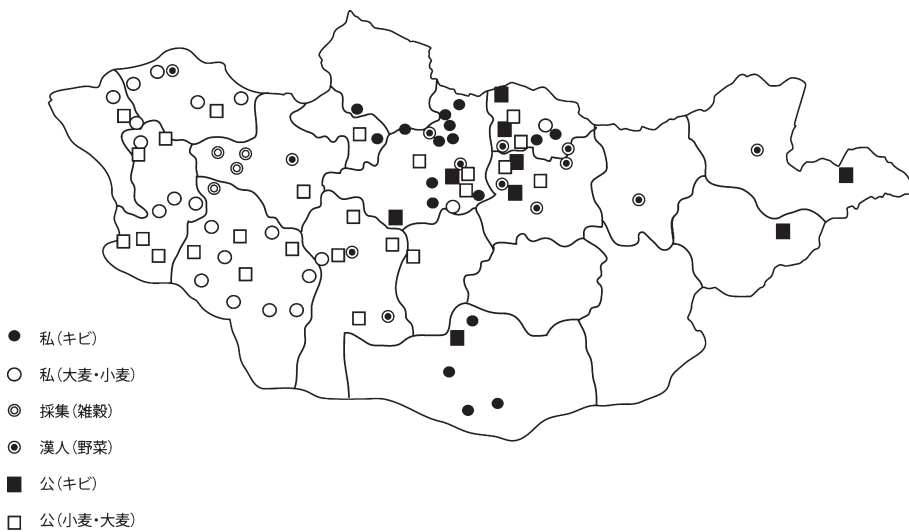 私(キビ)
私(大麦・小麦)
採集(雑穀)
漢人(野菜)
公(キビ)
公(小麦・大麦)